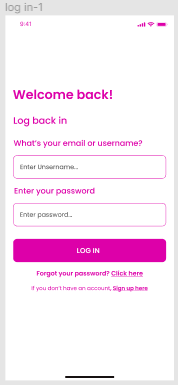 log in-1
9:41
Welcome back!
Log back in
What's your email or username?
Enter Username...
Enter your password
Enter password...
LOG IN
Forgot your password? Click here
If you don't have an account, Sign up here